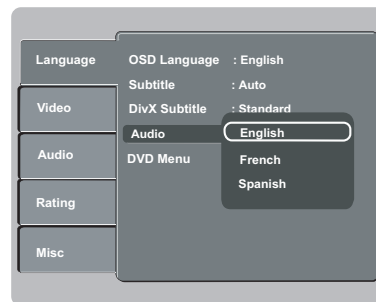 Language
Video
Audio
Rating
Misc
OSD Language : English
Subtitle : Auto
DivX Subtitle : Standard
Audio
DVD Menu
English
French
Spanish